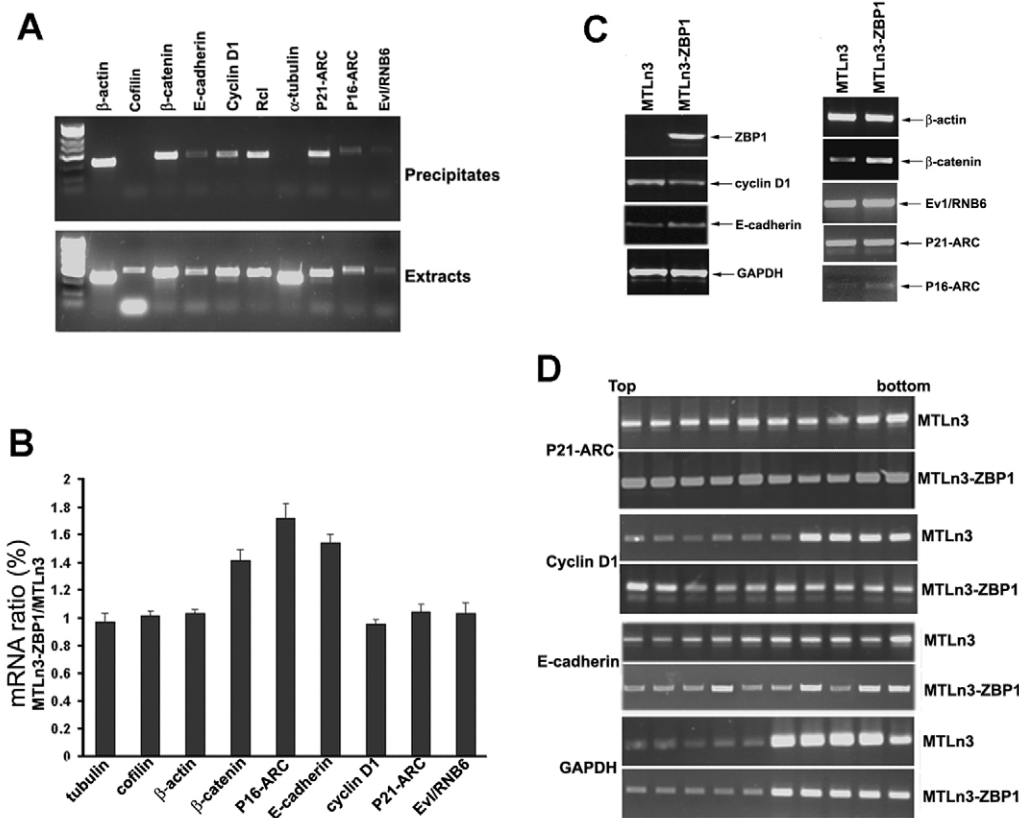 A
β-actin
Cofilin
β-catenin
E-cadherin
Cyclin D1
Rcl
α-tubulin
P21-ARC
P16-ARC
Evl/RNB6
Precipitates
Extracts
B
mRNA ratio (%)
MTLn3-ZBP1/MTLn3
2
1.8
1.6
1.4
1.2
1
0.8
0.6
0.4
0.2
0
tubulin
cofilin
β-actin
β-catenin
P16-ARC
E-cadherin
cyclin D1
P21-ARC
Evl/RNB6
C
MTLn3
MTLn3-ZBP1
ZBP1
cyclin D1
E-cadherin
GAPDH
MTLn3
MTLn3-ZBP1
β-actin
β-catenin
Ev1/RNB6
P21-ARC
P16-ARC
D
Top
bottom
P21-ARC
MTLn3
MTLn3-ZBP1
Cyclin D1
MTLn3
MTLn3-ZBP1
E-cadherin
MTLn3
MTLn3-ZBP1
GAPDH
MTLn3
MTLn3-ZBP1